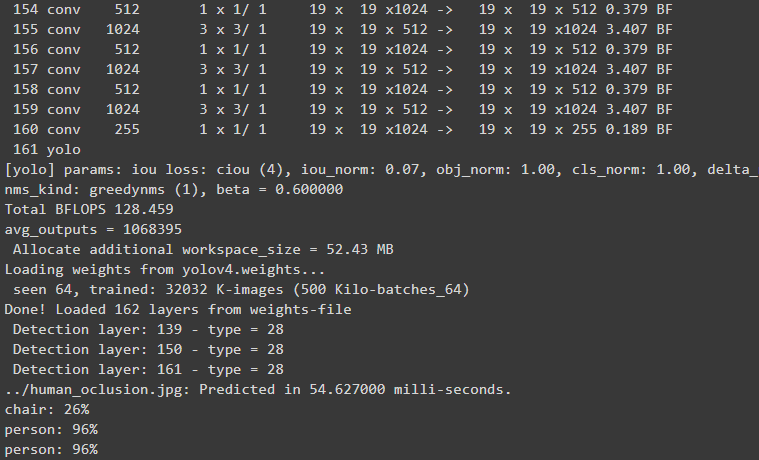 154 conv    512       1 x 1/ 1     19 x  19 x1024 ->   19 x  19 x 512 0.379 BF
155 conv   1024       3 x 3/ 1     19 x  19 x 512 ->   19 x  19 x1024 3.407 BF
156 conv    512       1 x 1/ 1     19 x  19 x1024 ->   19 x  19 x 512 0.379 BF
157 conv   1024       3 x 3/ 1     19 x  19 x 512 ->   19 x  19 x1024 3.407 BF
158 conv    512       1 x 1/ 1     19 x  19 x1024 ->   19 x  19 x 512 0.379 BF
159 conv   1024       3 x 3/ 1     19 x  19 x 512 ->   19 x  19 x1024 3.407 BF
160 conv    255       1 x 1/ 1     19 x  19 x1024 ->   19 x  19 x 255 0.189 BF
161 yolo
[yolo] params: iou loss: ciou (4), iou_norm: 0.07, obj_norm: 1.00, cls_norm: 1.00, delta_
nms_kind: greedynms (1), beta = 0.600000
Total BFLOPS 128.459
avg_outputs = 1068395
Allocate additional workspace_size = 52.43 MB
Loading weights from yolov4.weights...
seen 64, trained: 32032 K-images (500 Kilo-batches_64)
Done! Loaded 162 layers from weights-file
Detection layer: 139 - type = 28
Detection layer: 150 - type = 28
Detection layer: 161 - type = 28
../human_oclusion.jpg: Predicted in 54.627000 milli-seconds.
chair: 26%
person: 96%
person: 96%